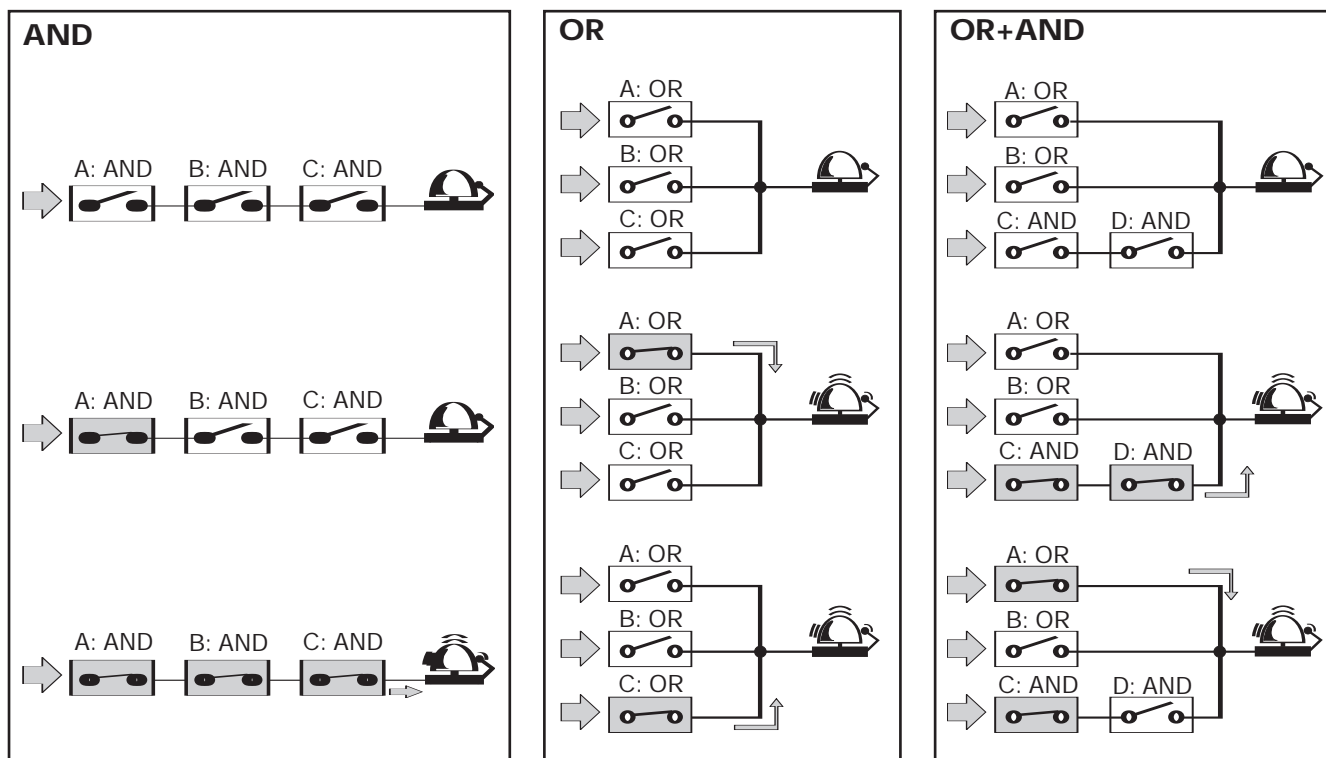 AND
A: AND B: AND C: AND
A: AND B: AND C: AND
A: AND B: AND C: AND
OR
A: OR
B: OR
C: OR
A: OR
B: OR
C: OR
A: OR
B: OR
C: OR
OR+AND
A: OR
B: OR
C: AND D: AND
A: OR
B: OR
C: AND D: AND
A: OR
B: OR
C: AND D: AND